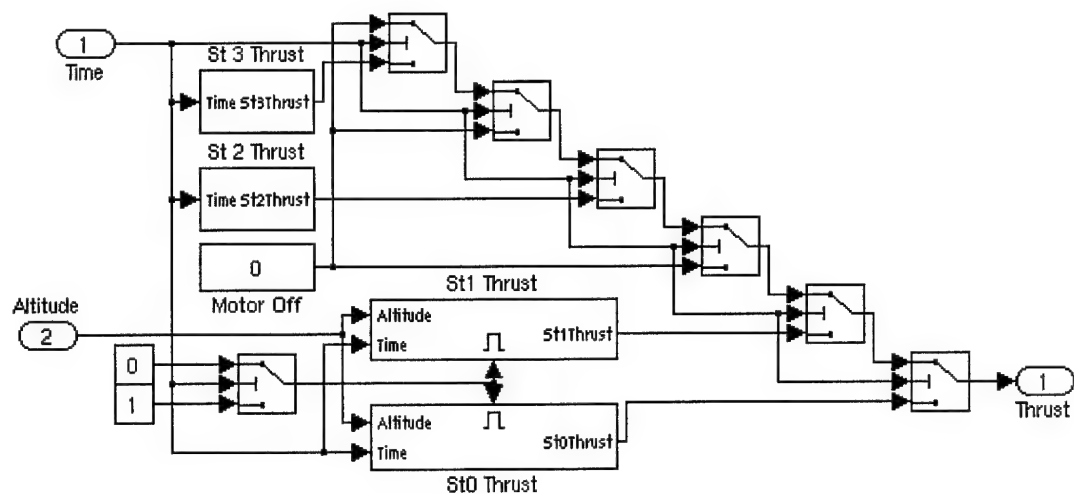 1
Time
St 3 Thrust
Time St3Thrust
St 2 Thrust
Time St2Thrust
0
Motor Off
Altitude
2
St1 Thrust
Altitude
Time
St1Thrust
0
1
Altitude
Time
St0Thrust
St0 Thrust
1
Thrust